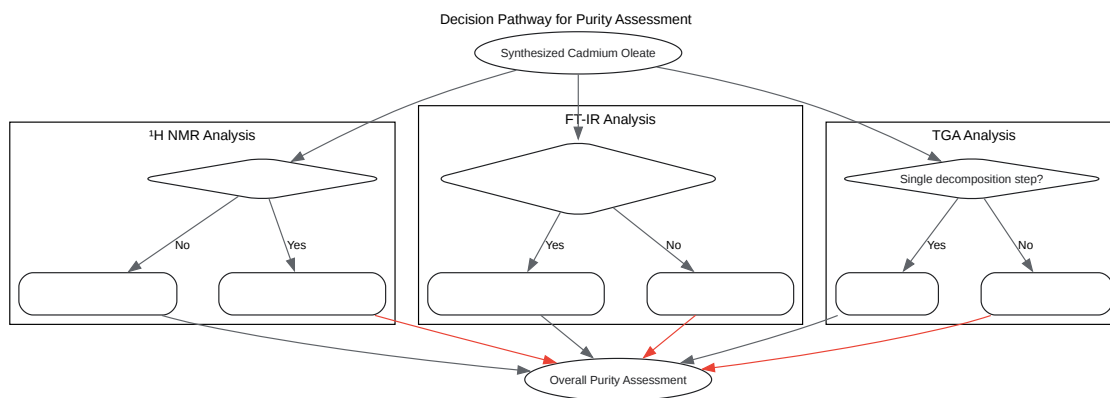 Decision Pathway for Purity Assessment
Synthesized Cadmium Oleate
¹H NMR Analysis
FT-IR Analysis
TGA Analysis
Single decomposition step?
No
Yes
Yes
No
Yes
No
Overall Purity Assessment